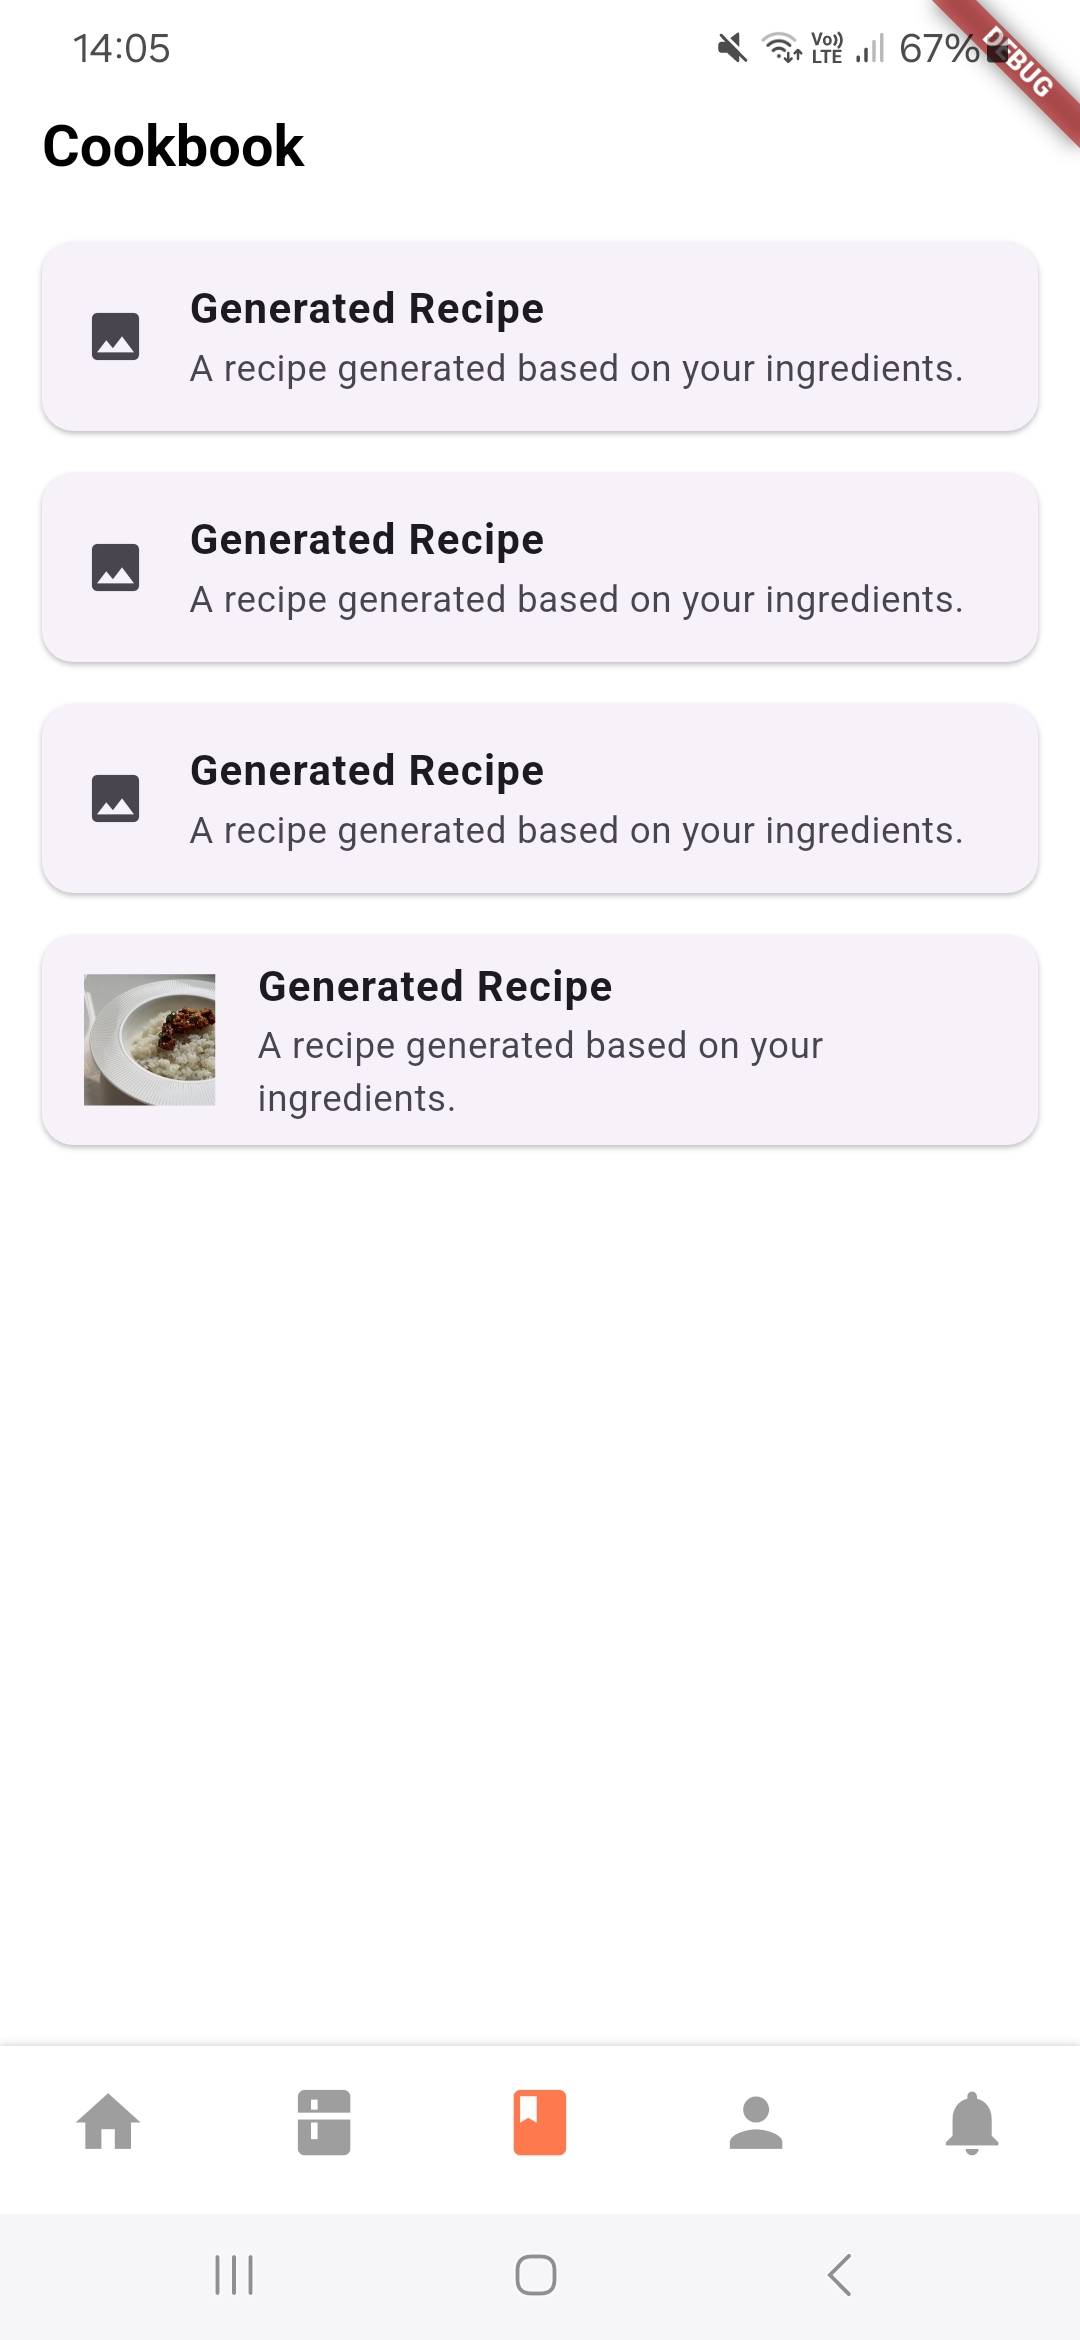 14:05
Vo))
LTE
67%
DEBUG
Cookbook
Generated Recipe
A recipe generated based on your ingredients.
Generated Recipe
A recipe generated based on your ingredients.
Generated Recipe
A recipe generated based on your ingredients.
Generated Recipe
A recipe generated based on your
ingredients.